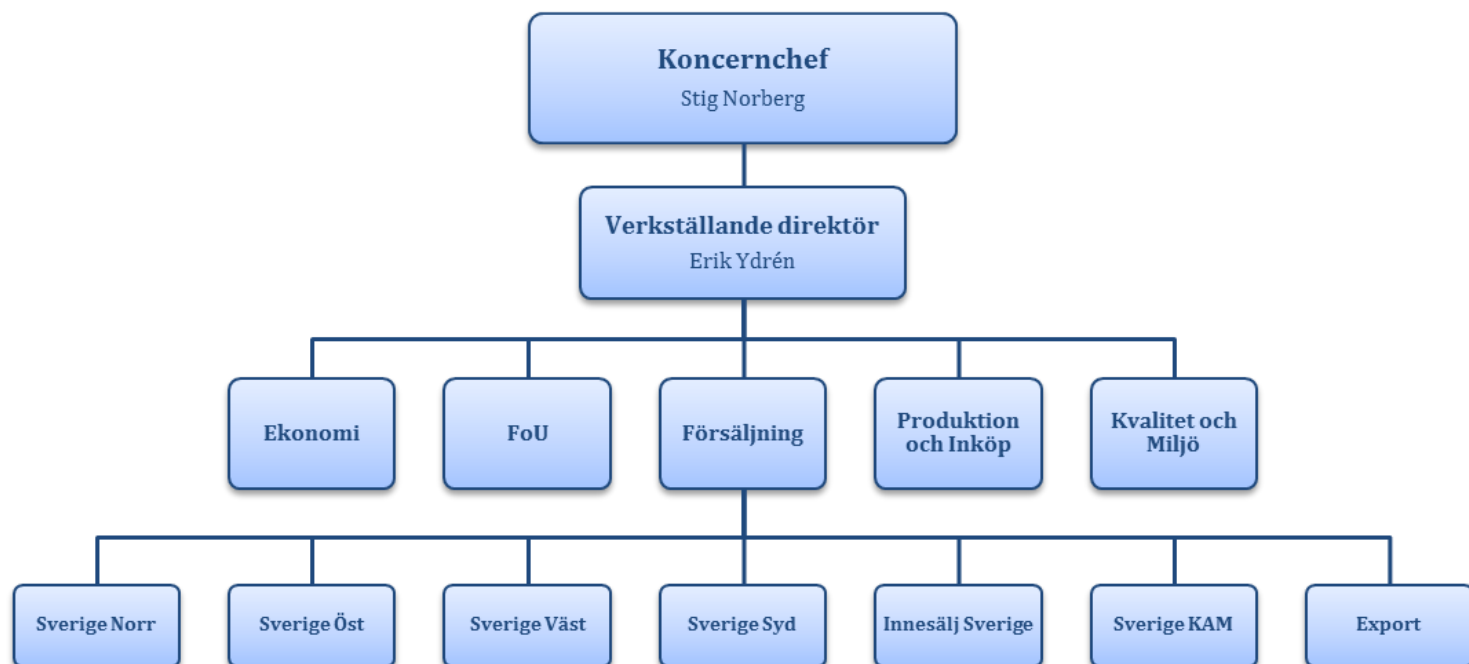 Koncernchef
Stig Norberg
Verkställande direktör
Erik Ydrén
Ekonomi
FoU
Försäljning
Produktion
och Inköp
Kvalitet och
Miljö
Sverige Norr
Sverige Öst
Sverige Väst
Sverige Syd
Innesälj Sverige
Sverige KAM
Export